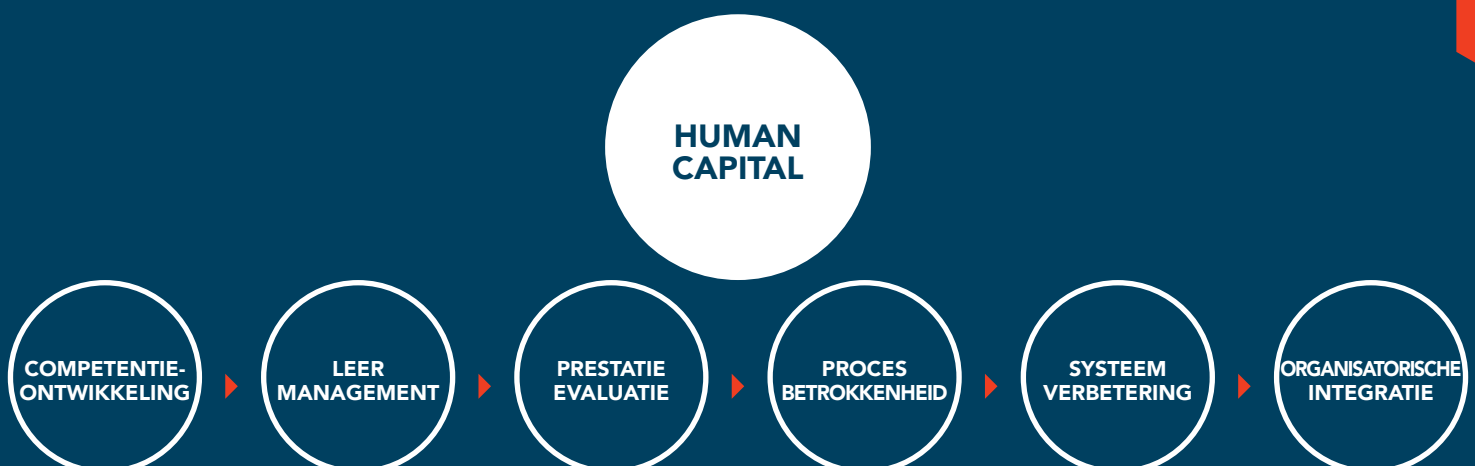 HUMAN
CAPITAL
COMPETENTIE-
ONTWIKKELING
LEER
MANAGEMENT
PRESTATIE
EVALUATIE
PROCES
BETROKKENHEID
SYSTEEM
VERBETERING
ORGANISATORISCHE
INTEGRATIE